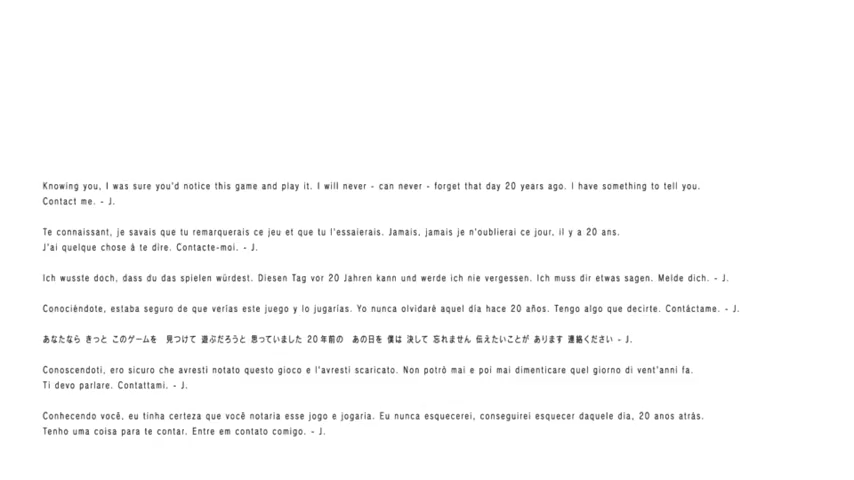 Knowing you, I was sure you'd notice this game and play it. I will never - can never - forget that day 20 years ago. I have something to tell you.
Contact me. - J.
Te connaissant, je savais que tu remarquerais ce jeu et que tu l'essaierais. Jamais, jamais je n'oublierai ce jour, il y a 20 ans.
J'ai quelque chose à te dire. Contacte-moi. - J.
Ich wusste doch, dass du das spielen würdest. Diesen Tag vor 20 Jahren kann und werde ich nie vergessen. Ich muss dir etwas sagen. Melde dich. - J.
Conociéndote, estaba seguro de que verías este juego y lo jugarías. Yo nunca olvidaré aquel día hace 20 años. Tengo algo que decirte. Contáctame. - J.
あなたなら きっと このゲームを　見つけて 遊ぶだろうと 思っていました 20年前の　あの日を 僕は 決して 忘れません 伝えたいことが あります 連絡ください - J.
Conoscendoti, ero sicuro che avresti notato questo gioco e l'avresti scaricato. Non potrò mai e poi mai dimenticare quel giorno di vent'anni fa.
Ti devo parlare. Contattami. - J.
Conhecendo você, eu tinha certeza que você notaria esse jogo e jogaria. Eu nunca esquecerei, conseguirei esquecer daquele dia, 20 anos atrás.
Tenho uma coisa para te contar. Entre em contato comigo. - J.